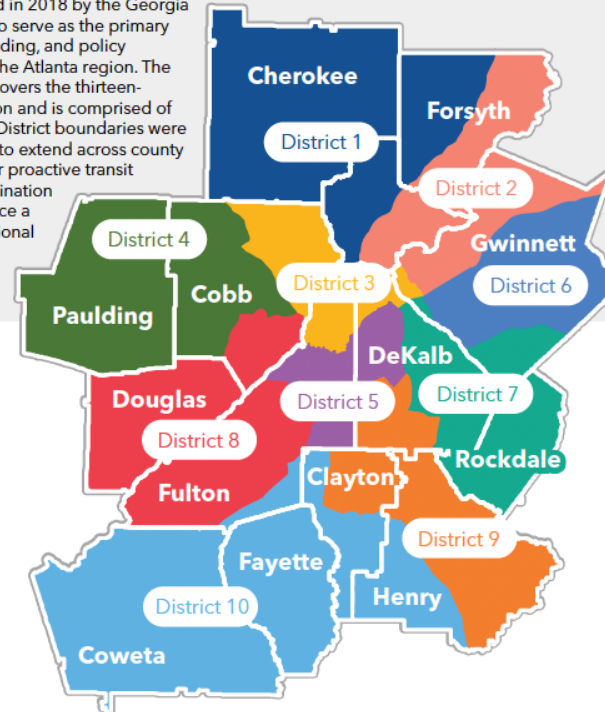 d in 2018 by the Georgia
o serve as the primary
ding, and policy
he Atlanta region. The
overs the thirteen-
on and is comprised of
District boundaries were
to extend across county
r proactive transit
ination
ce a
ional
Cherokee
Forsyth
District 1
District 2
District 4
Gwinnett
District 3
District 6
Cobb
Paulding
DeKalb
Douglas
District 5
District 7
District 8
Rockdale
Clayton
Fulton
District 9
Fayette
Henry
District 10
Coweta